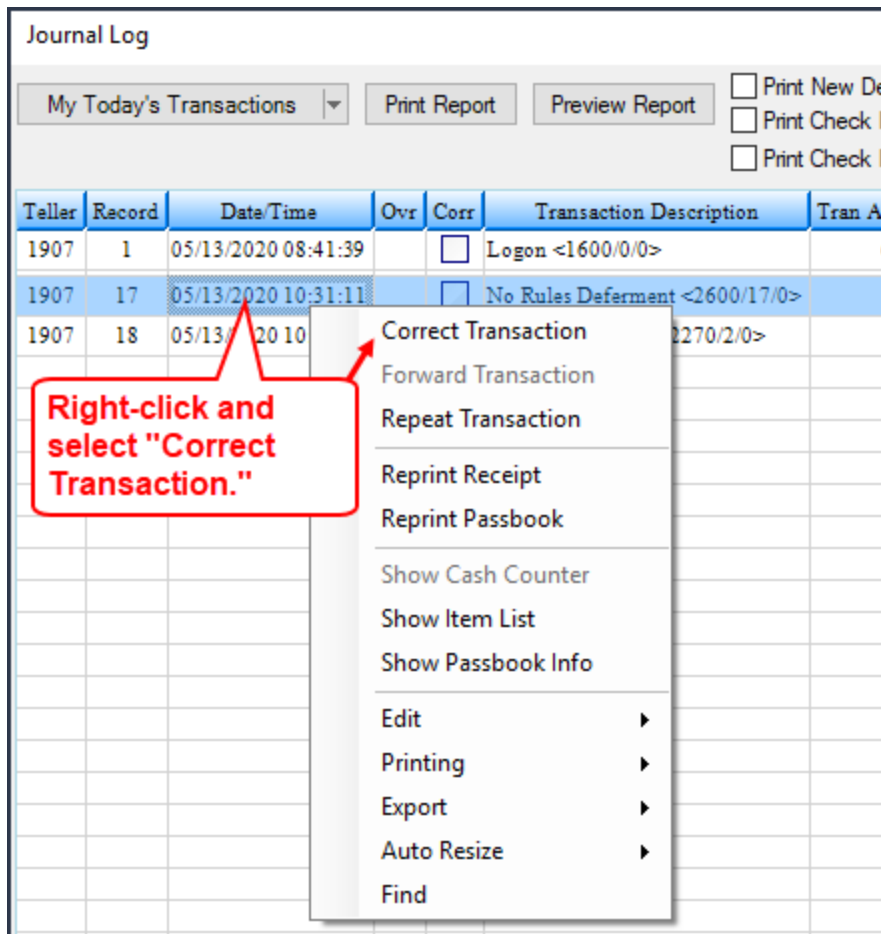 Journal Log
My Today's Transactions
Print Report
Preview Report
Print New
Print Check
Print Check
Teller Record Date/Time Ovr Corr Transaction Description Tran
1907 1 05/13/2020 08:41:39 Logon <1600/0/0>
1907 17 05/13/2020 10:31:11 No Rules Deferment <2600/17/0>
1907 18 05/13/ 20 10 2270/2/0>
Right-click and
select "Correct
Transaction."
Correct Transaction
Forward Transaction
Repeat Transaction
Reprint Receipt
Reprint Passbook
Show Cash Counter
Show Item List
Show Passbook Info
Edit
Printing
Export
Auto Resize
Find